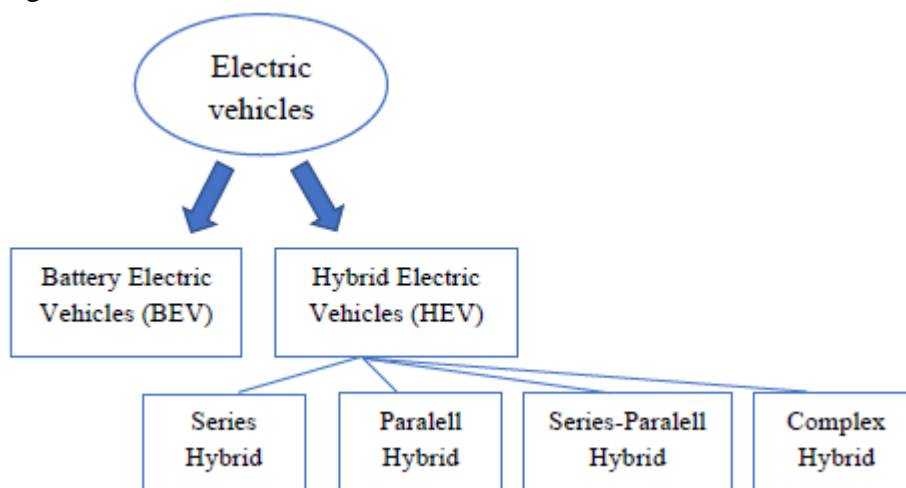 Electric
vehicles
Battery Electric
Vehicles (BEV)
Hybrid Electric
Vehicles (HEV)
Series
Hybrid
Paralell
Hybrid
Series-Paralell
Hybrid
Complex
Hybrid